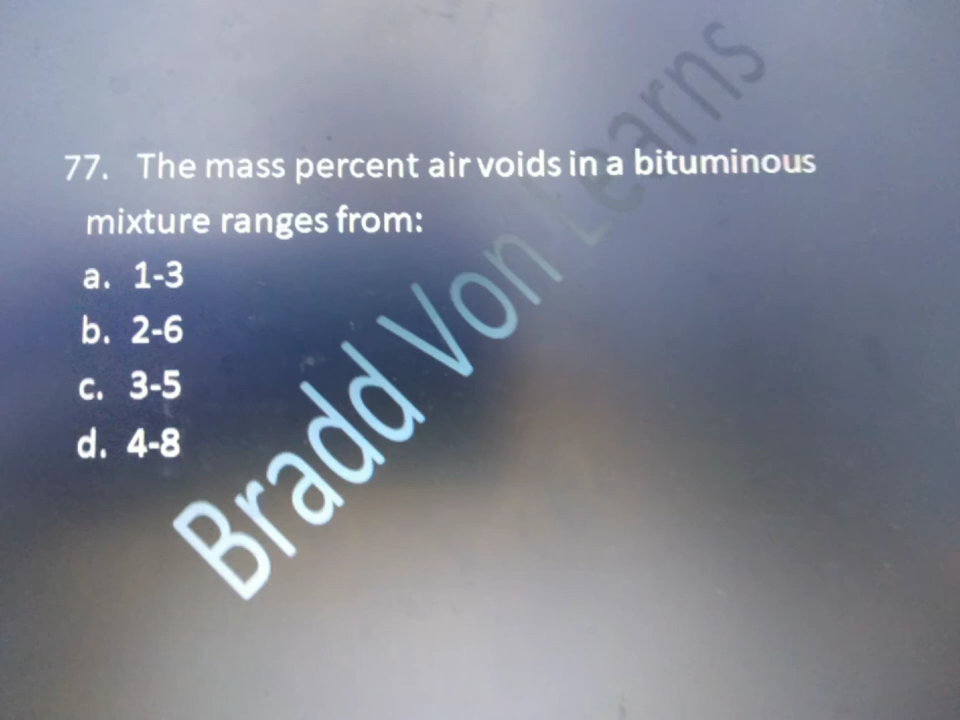 77. The mass percent air voids in a bituminous
mixture ranges from:
a. 1-3
b. 2-6
c. 3-5
d. 4-8
Bradd Von Learns